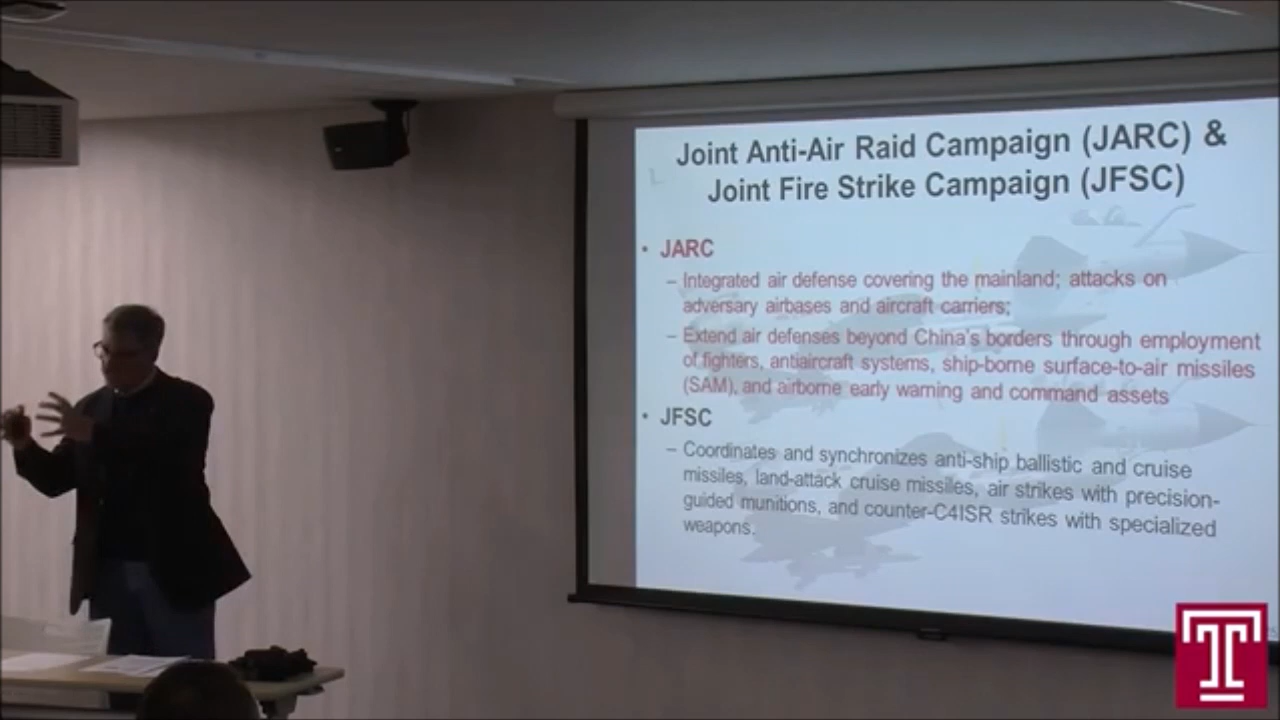 Joint Anti-Air Raid Campaign (JARC) &
Joint Fire Strike Campaign (JFSC)
• JARC
– Integrated air defense covering the mainland; attacks on
adversary airbases and aircraft carriers;
– Extend air defenses beyond China's borders through employment
of fighters, antiaircraft systems, ship-borne surface-to-air missiles
(SAM), and airborne early warning and command assets
• JFSC
– Coordinates and synchronizes anti-ship ballistic and cruise
missiles, land-attack cruise missiles, air strikes with precision-
guided munitions, and counter-C4ISR strikes with specialized
weapons.
T